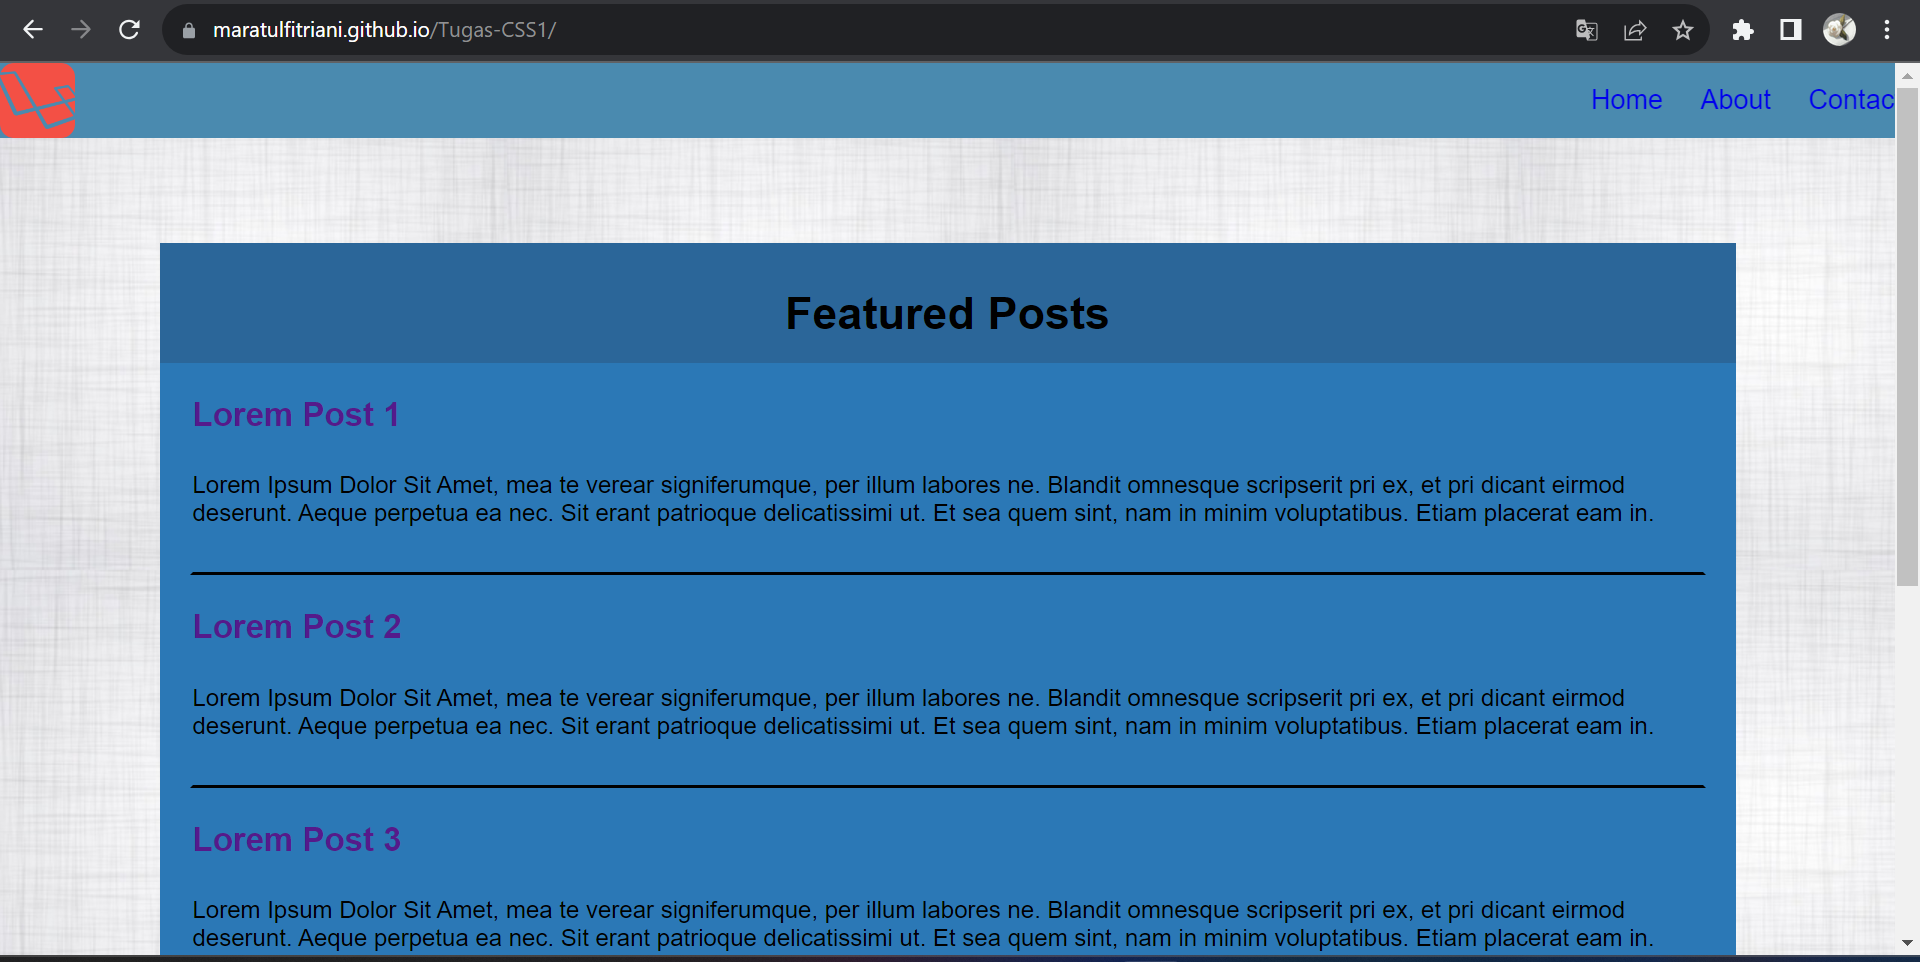 maratulfitriani.github.io/Tugas-CSS1/
Home About Contac
Featured Posts
Lorem Post 1
Lorem Ipsum Dolor Sit Amet, mea te verear signiferumque, per illum labores ne. Blandit omnesque scripserit pri ex, et pri dicant eirmod
deserunt. Aeque perpetua ea nec. Sit erant patrioque delicatissimi ut. Et sea quem sint, nam in minim voluptatibus. Etiam placerat eam in.
Lorem Post 2
Lorem Ipsum Dolor Sit Amet, mea te verear signiferumque, per illum labores ne. Blandit omnesque scripserit pri ex, et pri dicant eirmod
deserunt. Aeque perpetua ea nec. Sit erant patrioque delicatissimi ut. Et sea quem sint, nam in minim voluptatibus. Etiam placerat eam in.
Lorem Post 3
Lorem Ipsum Dolor Sit Amet, mea te verear signiferumque, per illum labores ne. Blandit omnesque scripserit pri ex, et pri dicant eirmod
deserunt. Aeque perpetua ea nec. Sit erant patrioque delicatissimi ut. Et sea quem sint, nam in minim voluptatibus. Etiam placerat eam in.